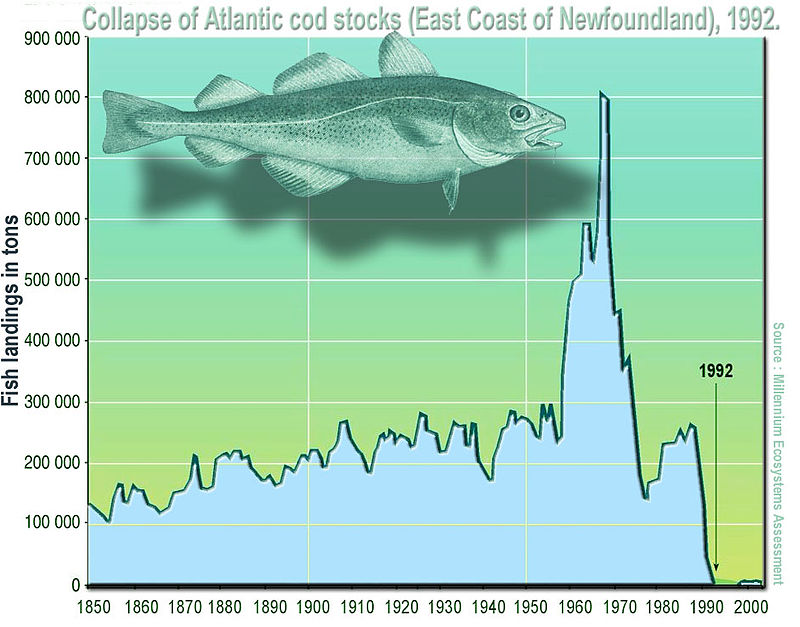 Collapse of Atlantic cod stocks (East Coast of Newfoundland), 1992.
900 000
800 000
700 000
600 000
500 000
400 000
300 000
200 000
100 000
0
Fish landings in tons
1992
Source : Millennium Ecosystems Assessment
1850 1860 1870 1880 1890 1900 1910 1920 1930 1940 1950 1960 1970 1980 1990 2000